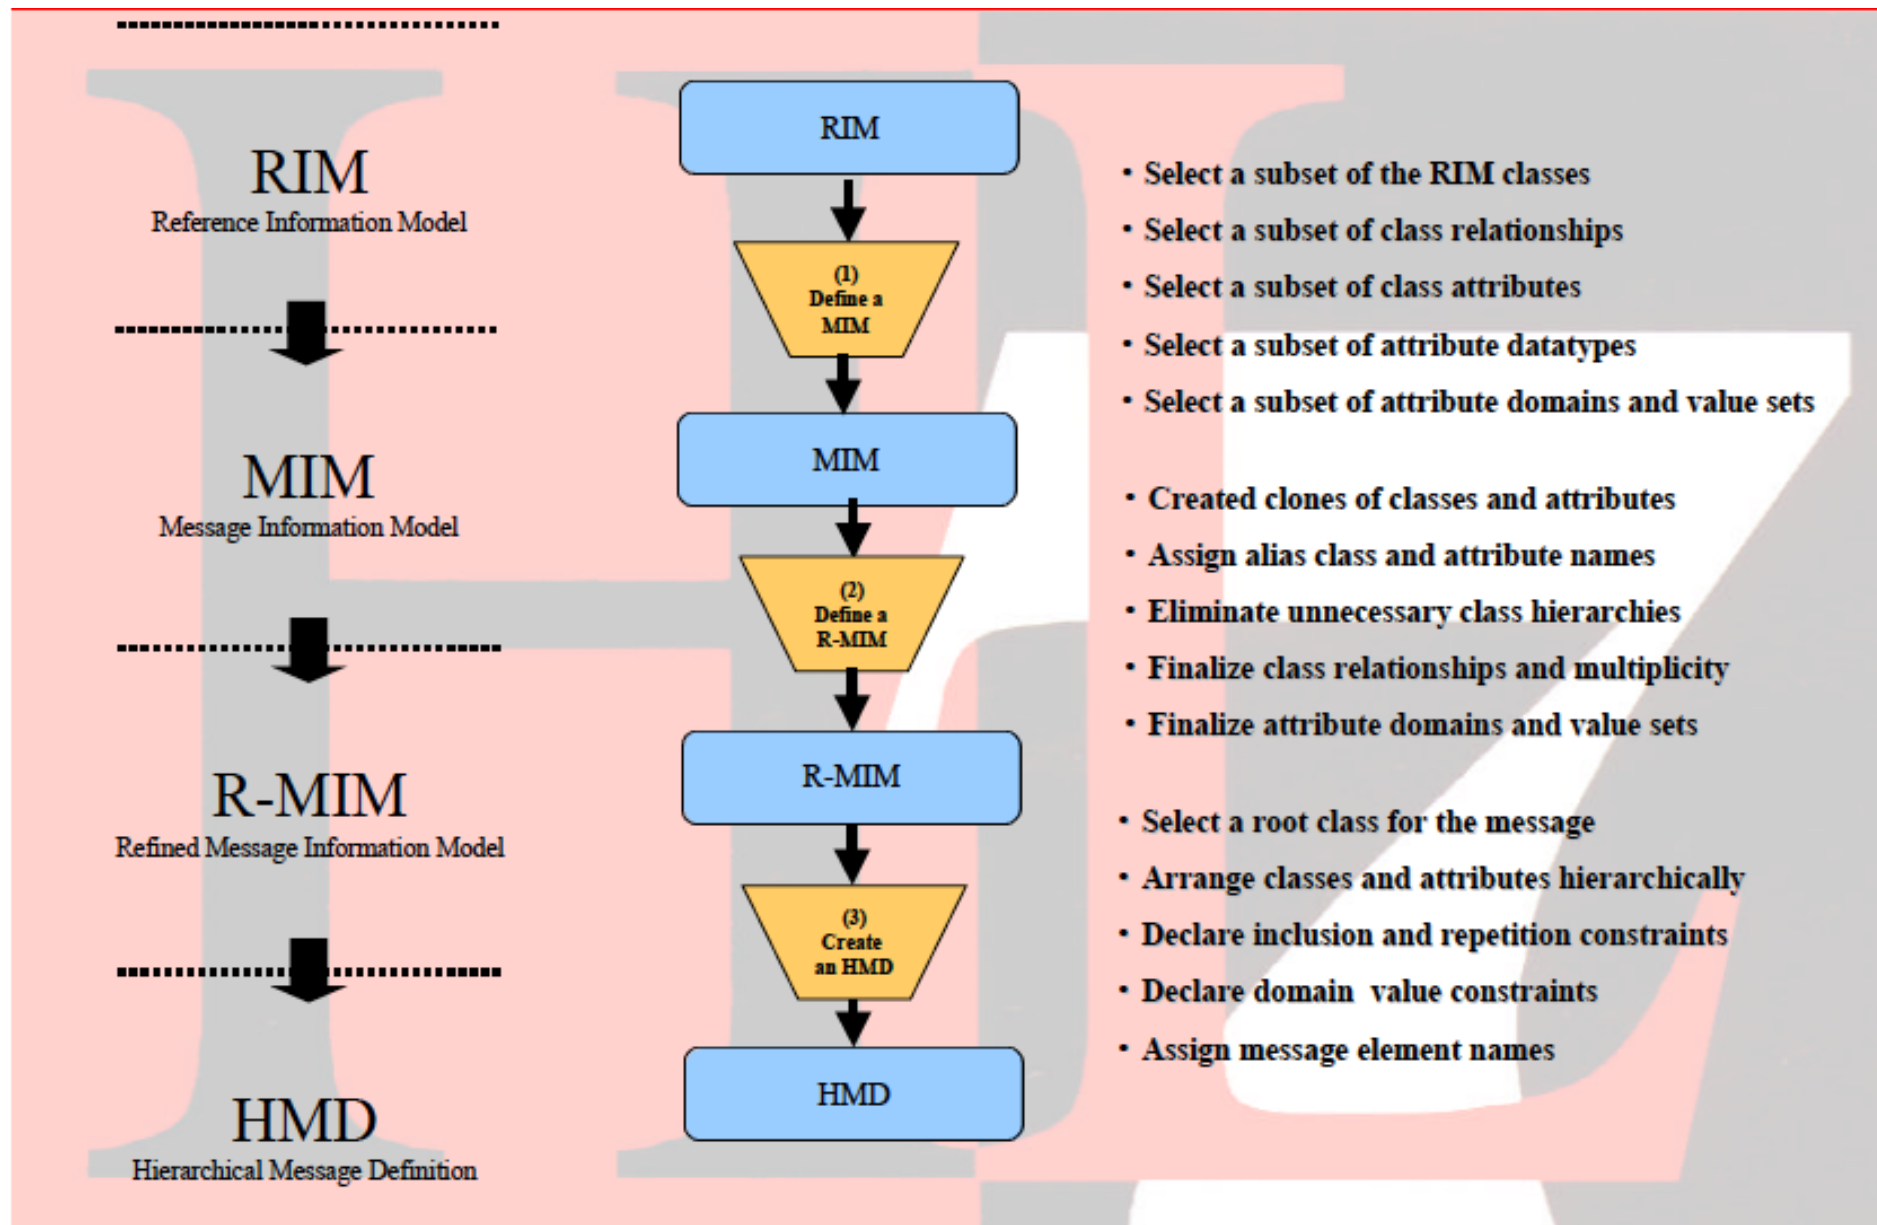 RIM
Reference Information Model
MIM
Message Information Model
R-MIM
Refined Message Information Model
HMD
Hierarchical Message Definition
RIM
(1)
Define a
MIM
MIM
(2)
Define a
R-MIM
R-MIM
(3)
Create
an HMD
HMD
• Select a subset of the RIM classes
• Select a subset of class relationships
• Select a subset of class attributes
• Select a subset of attribute datatypes
• Select a subset of attribute domains and value sets
• Created clones of classes and attributes
• Assign alias class and attribute names
• Eliminate unnecessary class hierarchies
• Finalize class relationships and multiplicity
• Finalize attribute domains and value sets
• Select a root class for the message
• Arrange classes and attributes hierarchically
• Declare inclusion and repetition constraints
• Declare domain  value constraints
• Assign message element names